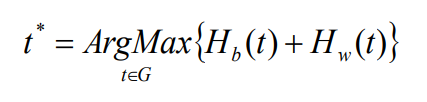 t* = ArgMax{H_b(t) + H_w(t)}
t∈G